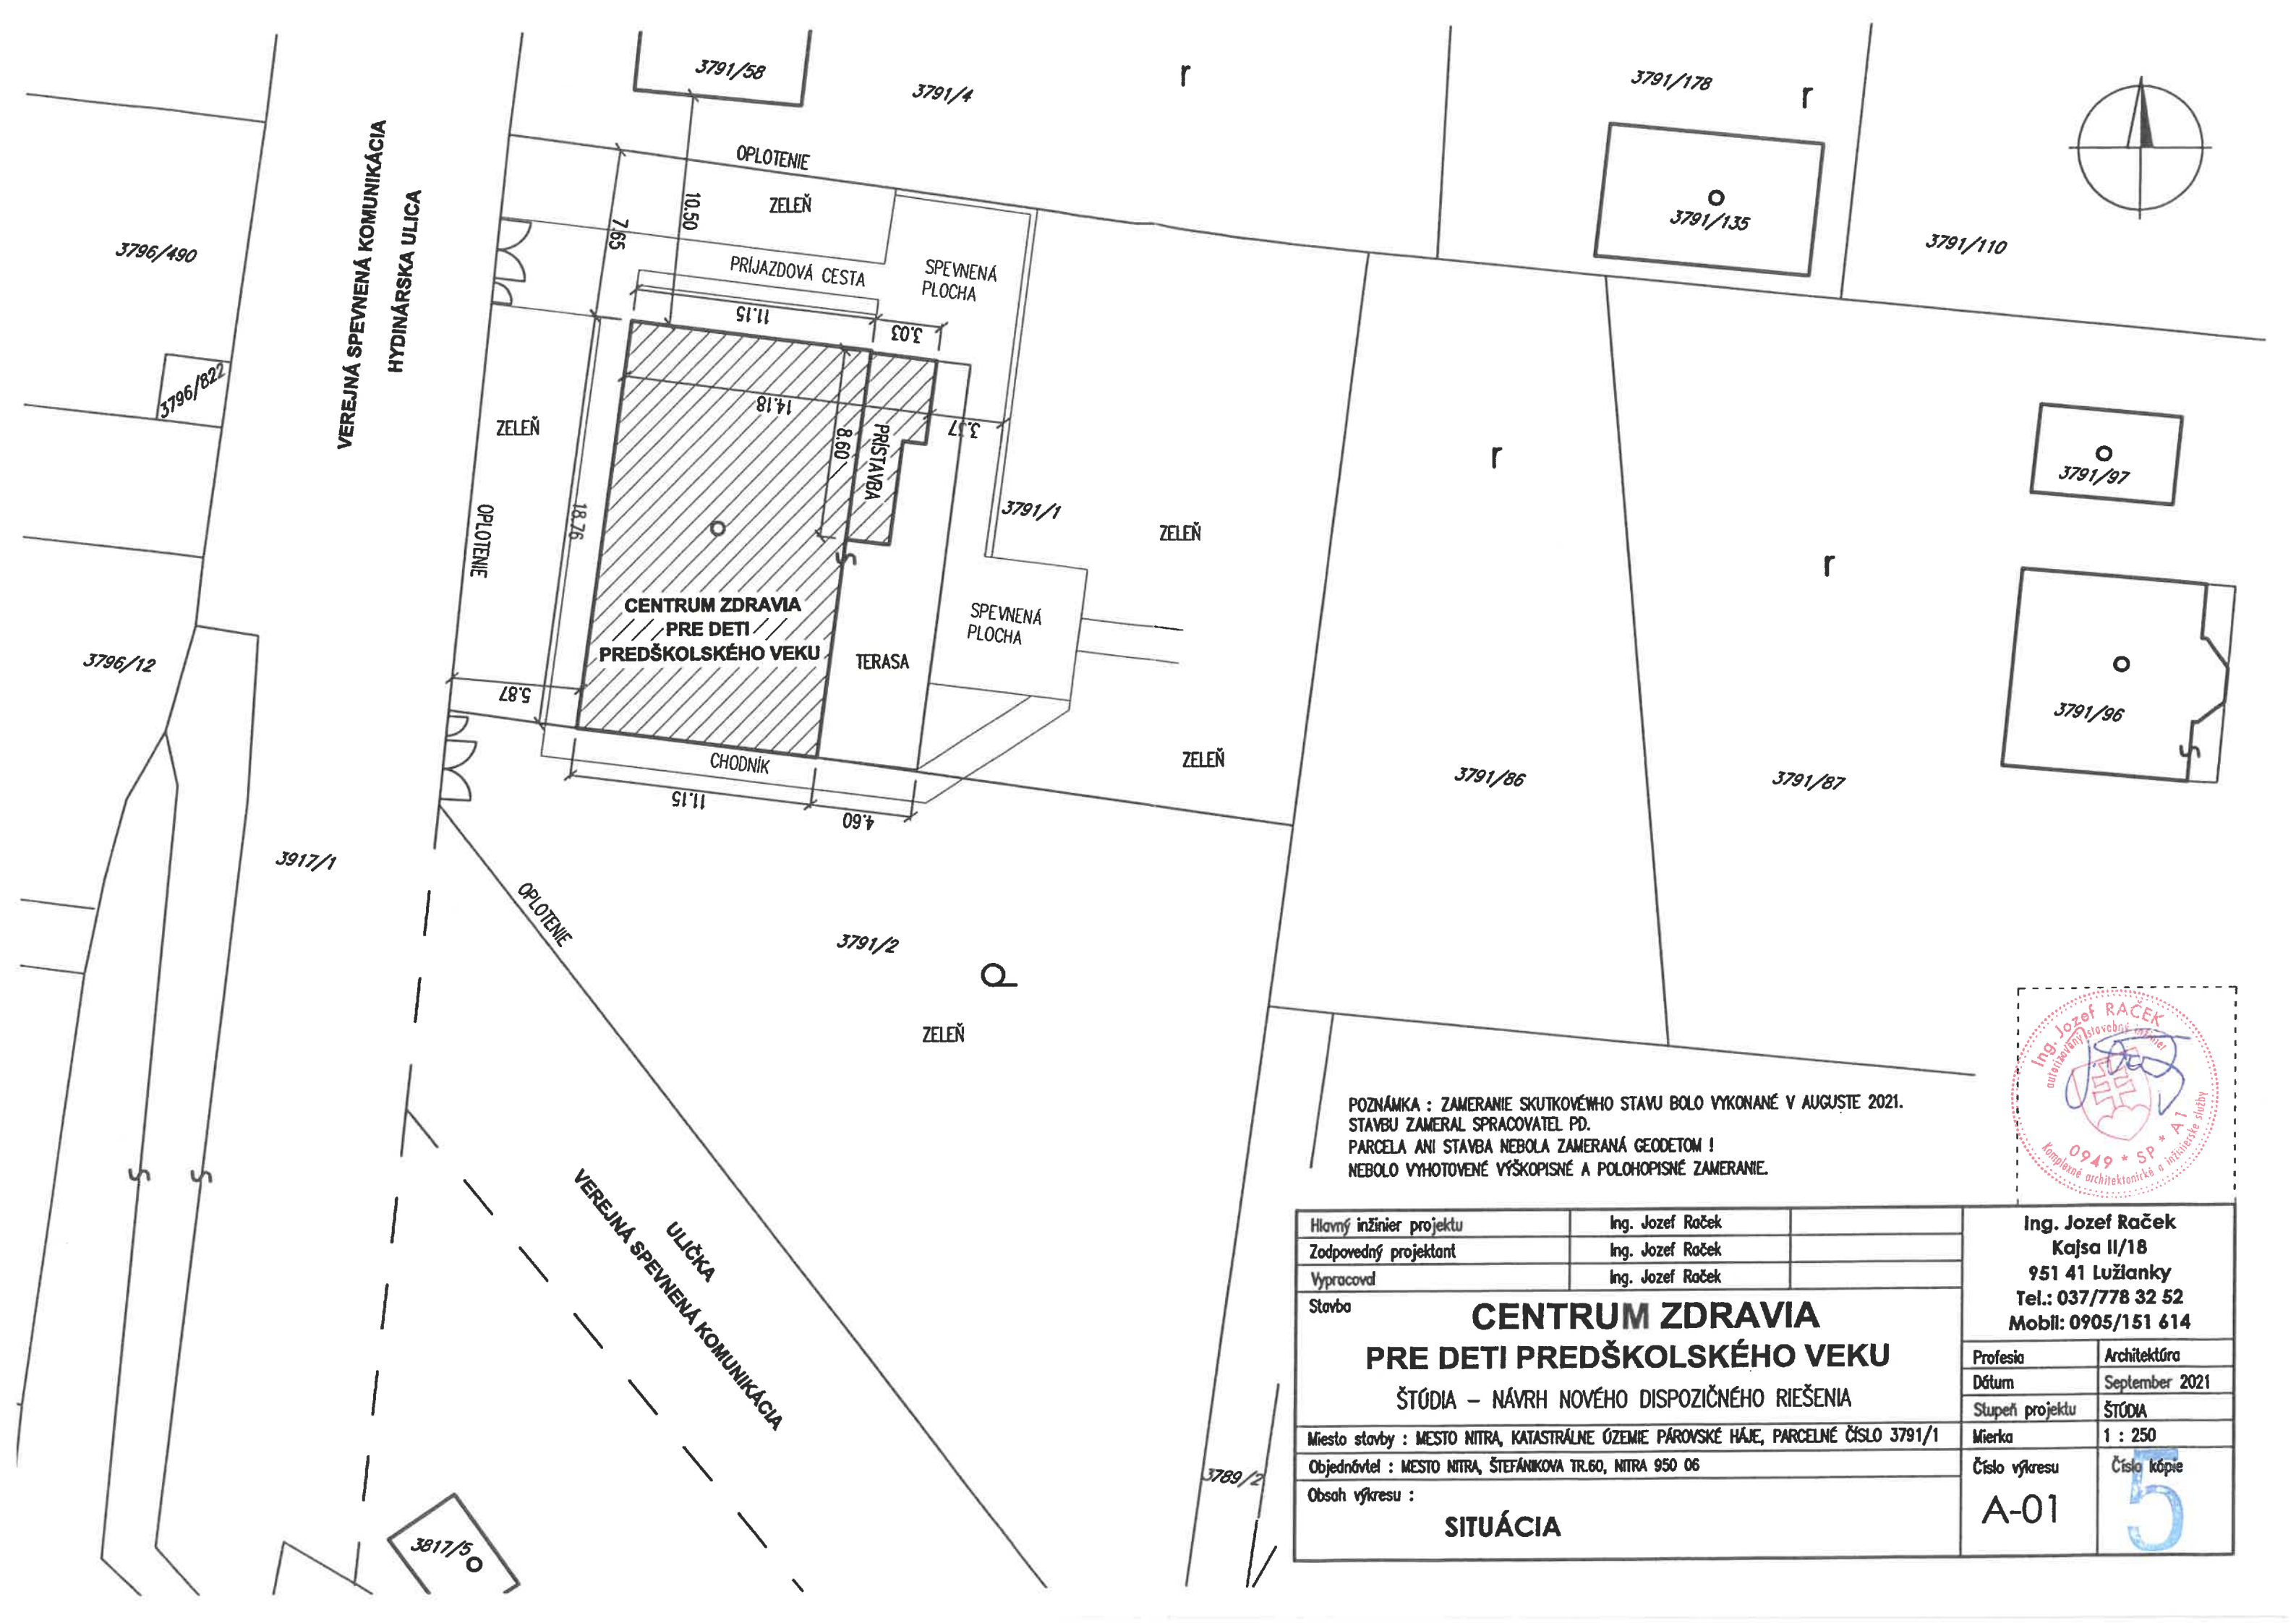 3791/58
3791/4
r
3791/178
r
3791/135
3791/110
OPLOTENIE
ZELEŇ
10.50
7.65
PRÍJAZDOVÁ CESTA
SPEVNENÁ
PLOCHA
VEREJNÁ SPEVNENÁ KOMUNIKÁCIA
HYDINÁRSKA ULICA
3796/490
3796/822
11.15
3.03
14.18
3.37
8.60
PRÍSTAVBA
ZELEŇ
OPLOTENIE
18.76
3791/1
ZELEŇ
r
3791/97
r
CENTRUM ZDRAVIA
PRE DETI
PREDŠKOLSKÉHO VEKU
TERASA
SPEVNENÁ
PLOCHA
3796/12
5.87
CHODNÍK
11.15
4.60
ZELEŇ
3791/86
3791/87
3791/96
3917/1
OPLOTENIE
3791/2
ZELEŇ
ULIČKA
VEREJNÁ SPEVNENÁ KOMUNIKÁCIA
3817/5
3789/2
POZNÁMKA : ZAMERANIE SKUTKOVÉWHO STAVU BOLO VYKONANÉ V AUGUSTE 2021.
STAVBU ZAMERAL SPRACOVATEL PD.
PARCELA ANI STAVBA NEBOLA ZAMERANÁ GEODETOM !
NEBOLO VYHOTOVENÉ VÝŠKOPISNÉ A POLOHOPISNÉ ZAMERANIE.
Ing. Jozef RAČEK
autorizovaný stavebný inžinier
0949 * SP * A1
Komplexné architektonické a inžinierske služby
Hlavný inžinier projektu Ing. Jozef Raček
Zodpovedný projektant Ing. Jozef Raček
Vypracoval Ing. Jozef Raček
Ing. Jozef Raček
Kajsa II/18
951 41 Lužianky
Tel.: 037/778 32 52
Mobil: 0905/151 614
Stavba
CENTRUM ZDRAVIA
PRE DETI PREDŠKOLSKÉHO VEKU
ŠTÚDIA – NÁVRH NOVÉHO DISPOZIČNÉHO RIEŠENIA
Profesia Architektúra
Dátum September 2021
Stupeň projektu ŠTÚDIA
Mierka 1 : 250
Miesto stavby : MESTO NITRA, KATASTRÁLNE ÚZEMIE PÁROVSKÉ HÁJE, PARCELNÉ ČÍSLO 3791/1
Objednávtel : MESTO NITRA, ŠTEFÁNIKOVA TR.60, NITRA 950 06
Obsah výkresu :
SITUÁCIA
Číslo výkresu
A-01
Číslo kópie
5